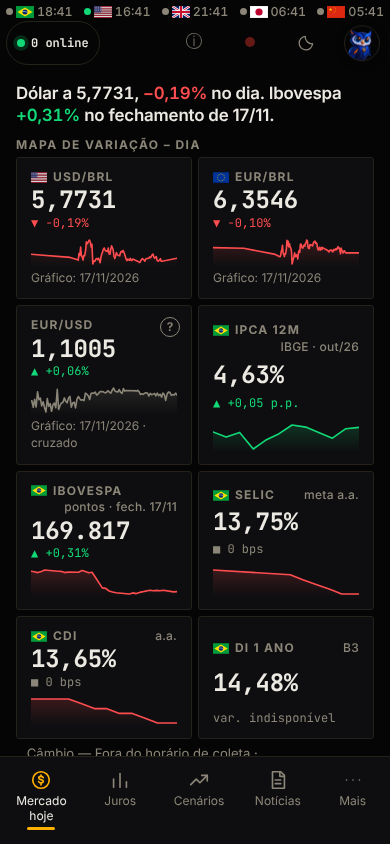 18:41 16:41 21:41 06:41 05:41
0 online
Dólar a 5,7731, −0,19% no dia. Ibovespa
+0,31% no fechamento de 17/11.
MAPA DE VARIAÇÃO – DIA
USD/BRL
5,7731
▼ -0,19%
Gráfico: 17/11/2026
EUR/BRL
6,3546
▼ -0,10%
Gráfico: 17/11/2026
EUR/USD ?
1,1005
▲ +0,06%
Gráfico: 17/11/2026 ·
cruzado
IPCA 12M
IBGE · out/26
4,63%
▲ +0,05 p.p.
IBOVESPA
pontos · fech. 17/11
169.817
▲ +0,31%
SELIC meta a.a.
13,75%
■ 0 bps
CDI a.a.
13,65%
■ 0 bps
DI 1 ANO B3
14,48%
var. indisponível
Câmbio — Fora do horário de coleta ·
Mercado
hoje
Juros
Cenários
Notícias
Mais